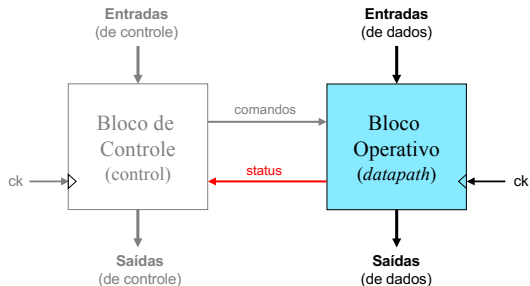 Entradas
(de controle)
Entradas
(de dados)
Bloco de
Controle
(control)
comandos
status
Bloco
Operativo
(datapath)
ck
ck
Saídas
(de controle)
Saídas
(de dados)